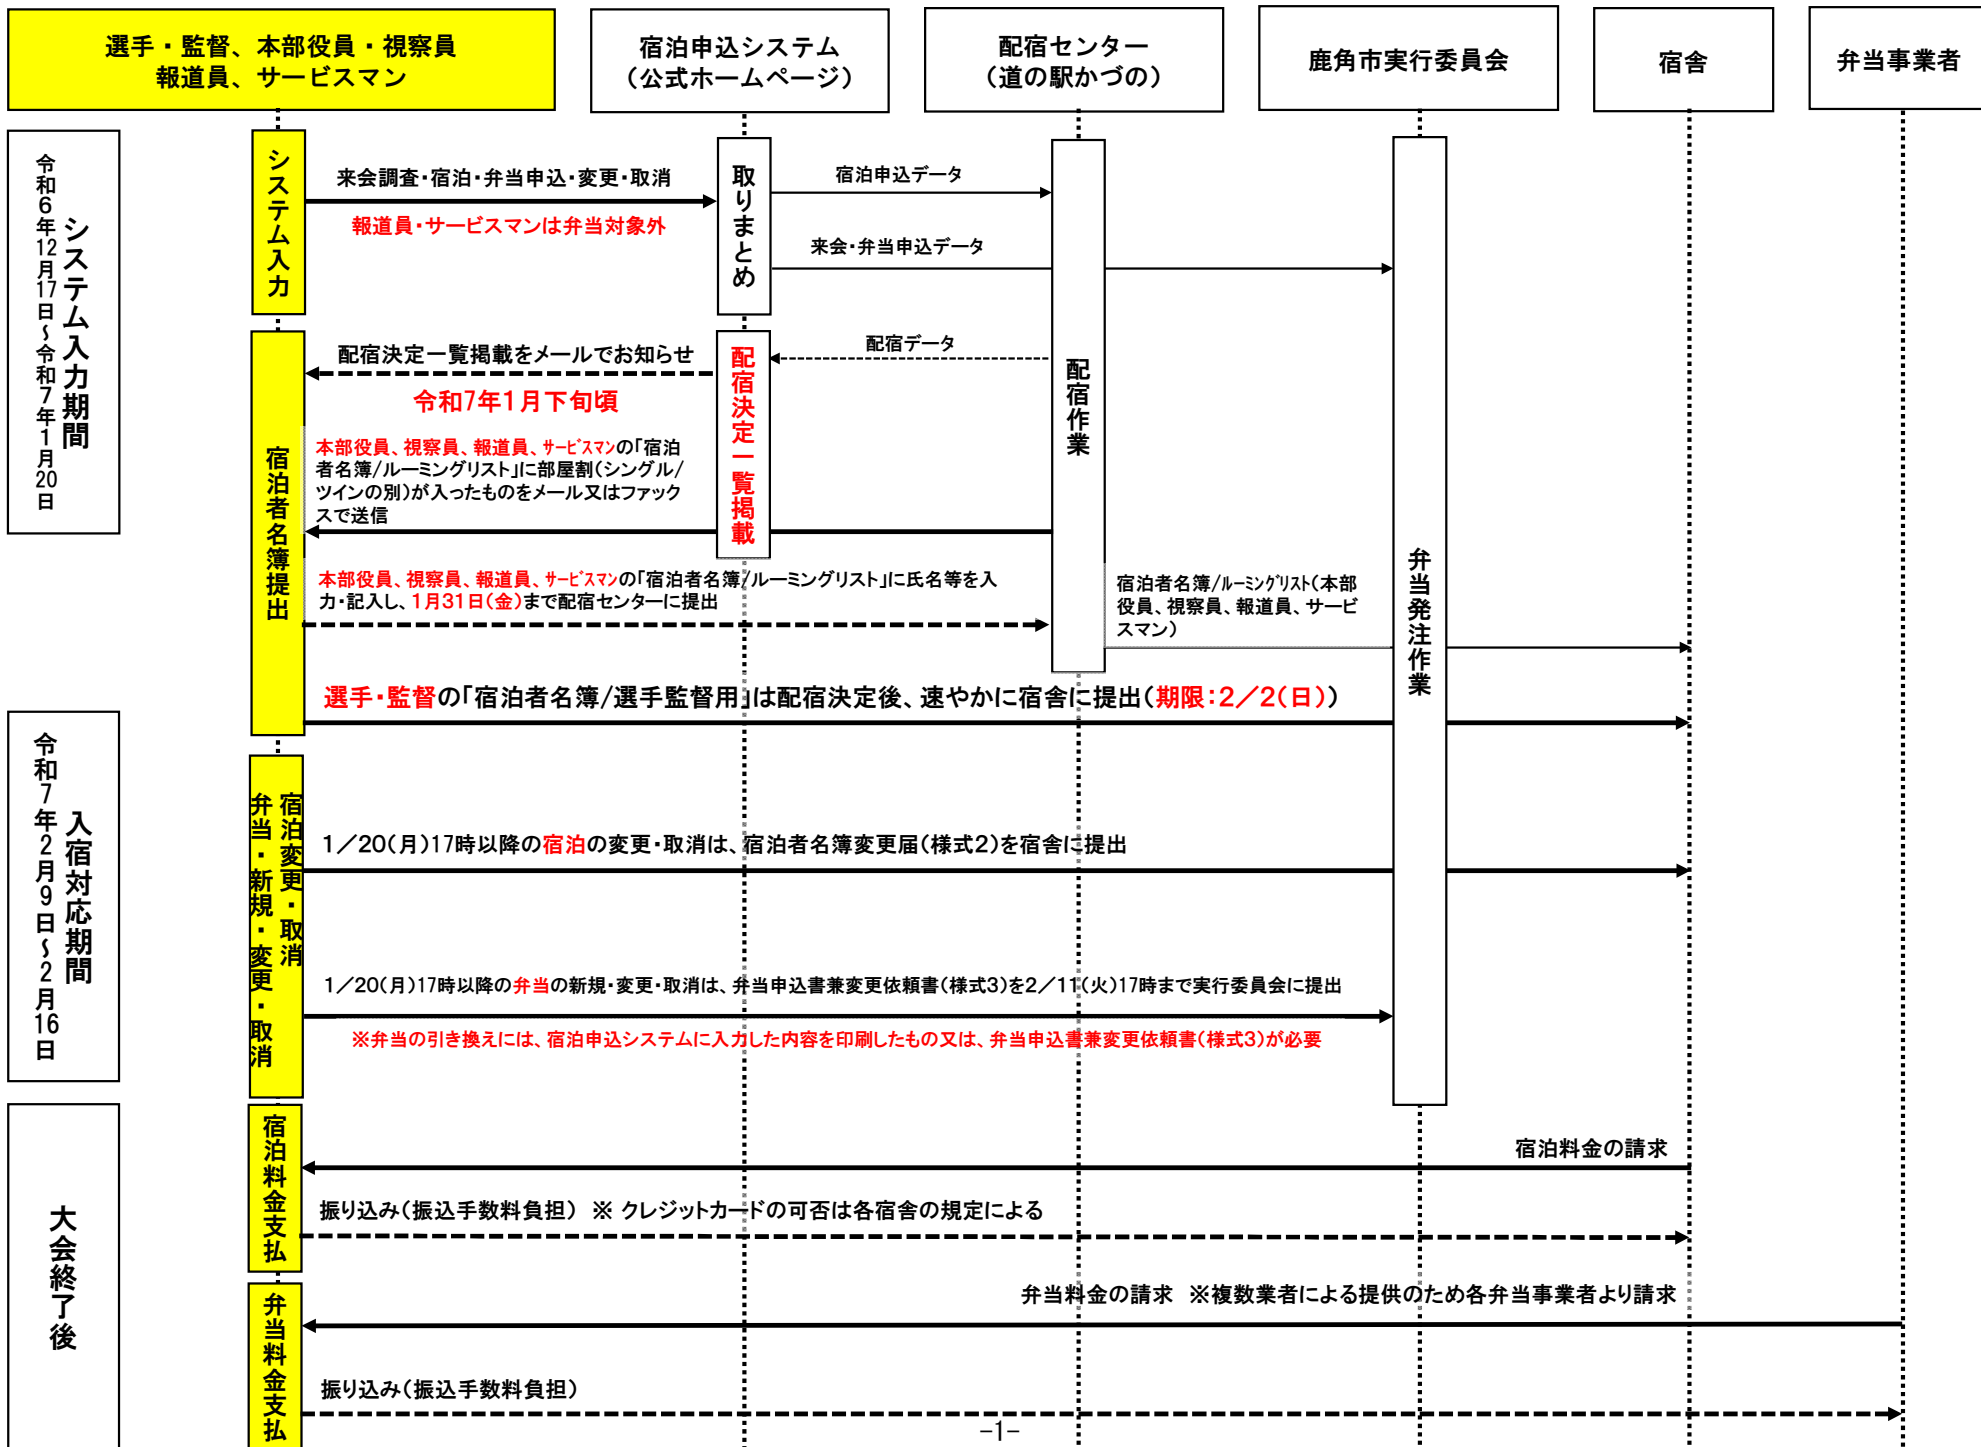 選手・監督、本部役員・視察員
報道員、サービスマン
宿泊申込システム
（公式ホームページ）
配宿センター
（道の駅かづの）
鹿角市実行委員会
宿舎
弁当事業者
システム入力期間
令和6年12月17日～令和7年1月20日
システム入力
来会調査・宿泊・弁当申込・変更・取消
報道員・サービスマンは弁当対象外
取りまとめ
宿泊申込データ
来会・弁当申込データ
配宿作業
弁当発注作業
宿泊者名簿提出
配宿決定一覧掲載をメールでお知らせ
令和7年1月下旬頃
配宿決定一覧掲載
配宿データ
本部役員、視察員、報道員、サービスマンの「宿泊
者名簿/ルーミングリスト」に部屋割（シングル/
ツインの別）が入ったものをメール又はファック
スで送信
本部役員、視察員、報道員、サービスマンの「宿泊者名簿/ルーミングリスト」に氏名等を入
力・記入し、1月31日（金）まで配宿センターに提出
宿泊者名簿/ルーミングリスト（本部
役員、視察員、報道員、サービ
スマン）
選手・監督の「宿泊者名簿/選手監督用」は配宿決定後、速やかに宿舎に提出（期限：2／2（日））
入宿対応期間
令和7年2月9日～2月16日
宿泊変更・取消
弁当・新規・変更・取消
1／20（月）17時以降の宿泊の変更・取消は、宿泊者名簿変更届（様式2）を宿舎に提出
1／20（月）17時以降の弁当の新規・変更・取消は、弁当申込書兼変更依頼書（様式3）を2／11（火）17時まで実行委員会に提出
※弁当の引き換えには、宿泊申込システムに入力した内容を印刷したもの又は、弁当申込書兼変更依頼書（様式3）が必要
大会終了後
宿泊料金支払
宿泊料金の請求
振り込み（振込手数料負担） ※ クレジットカードの可否は各宿舎の規定による
弁当料金支払
弁当料金の請求 ※複数業者による提供のため各弁当事業者より請求
振り込み（振込手数料負担）
-1-